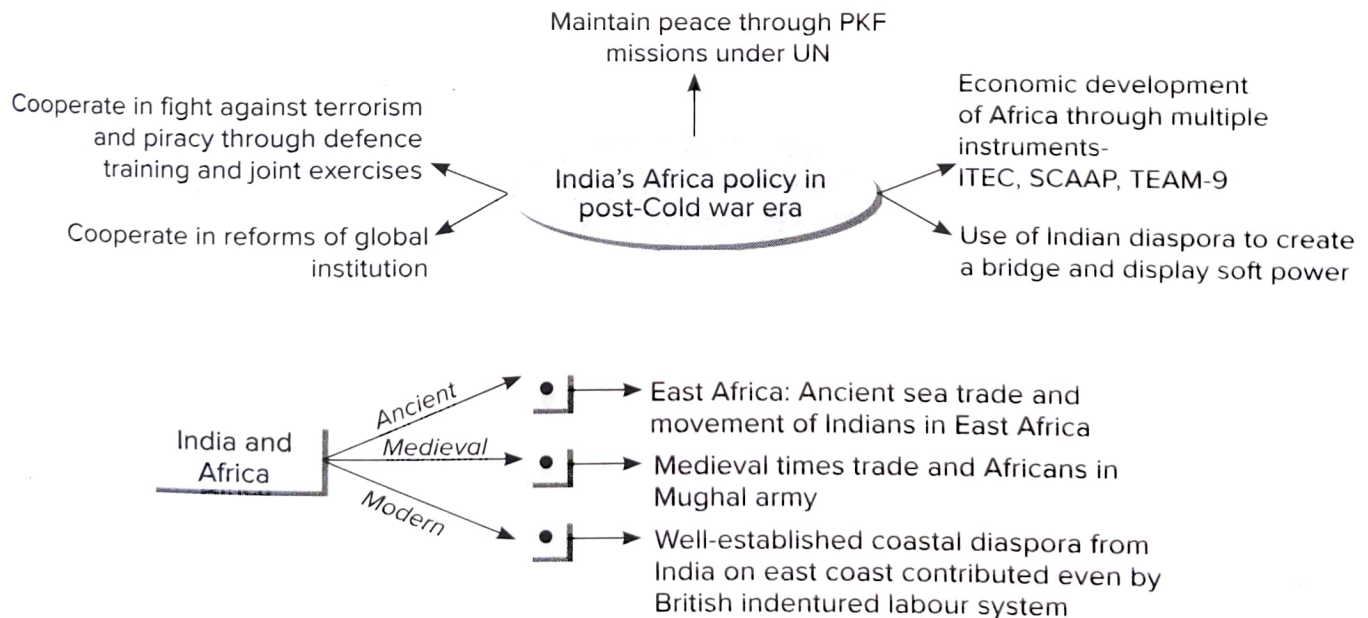 Maintain peace through PKF
missions under UN
Cooperate in fight against terrorism
and piracy through defence
training and joint exercises
Cooperate in reforms of global
institution
India's Africa policy in
post-Cold war era
Economic development
of Africa through multiple
instruments-
ITEC, SCAAP, TEAM-9
Use of Indian diaspora to create
a bridge and display soft power
India and
Africa
Ancient
East Africa: Ancient sea trade and
movement of Indians in East Africa
Medieval
Medieval times trade and Africans in
Mughal army
Modern
Well-established coastal diaspora from
India on east coast contributed even by
British indentured labour system